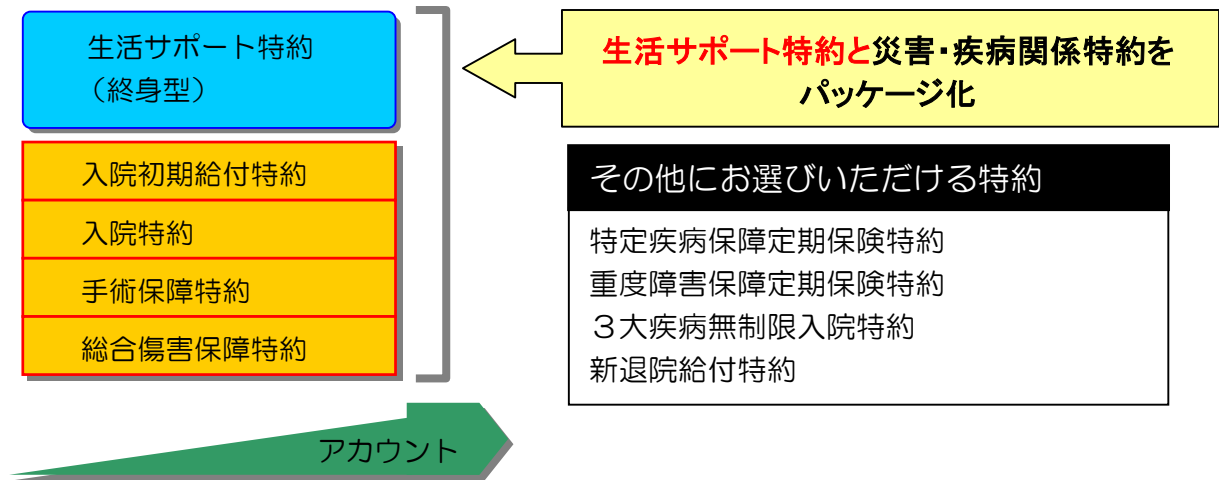 生活サポート特約
（終身型）
入院初期給付特約
入院特約
手術保障特約
総合傷害保障特約
アカウント
生活サポート特約と災害・疾病関係特約を
パッケージ化
その他にお選びいただける特約
特定疾病保障定期保険特約
重度障害保障定期保険特約
３大疾病無制限入院特約
新退院給付特約